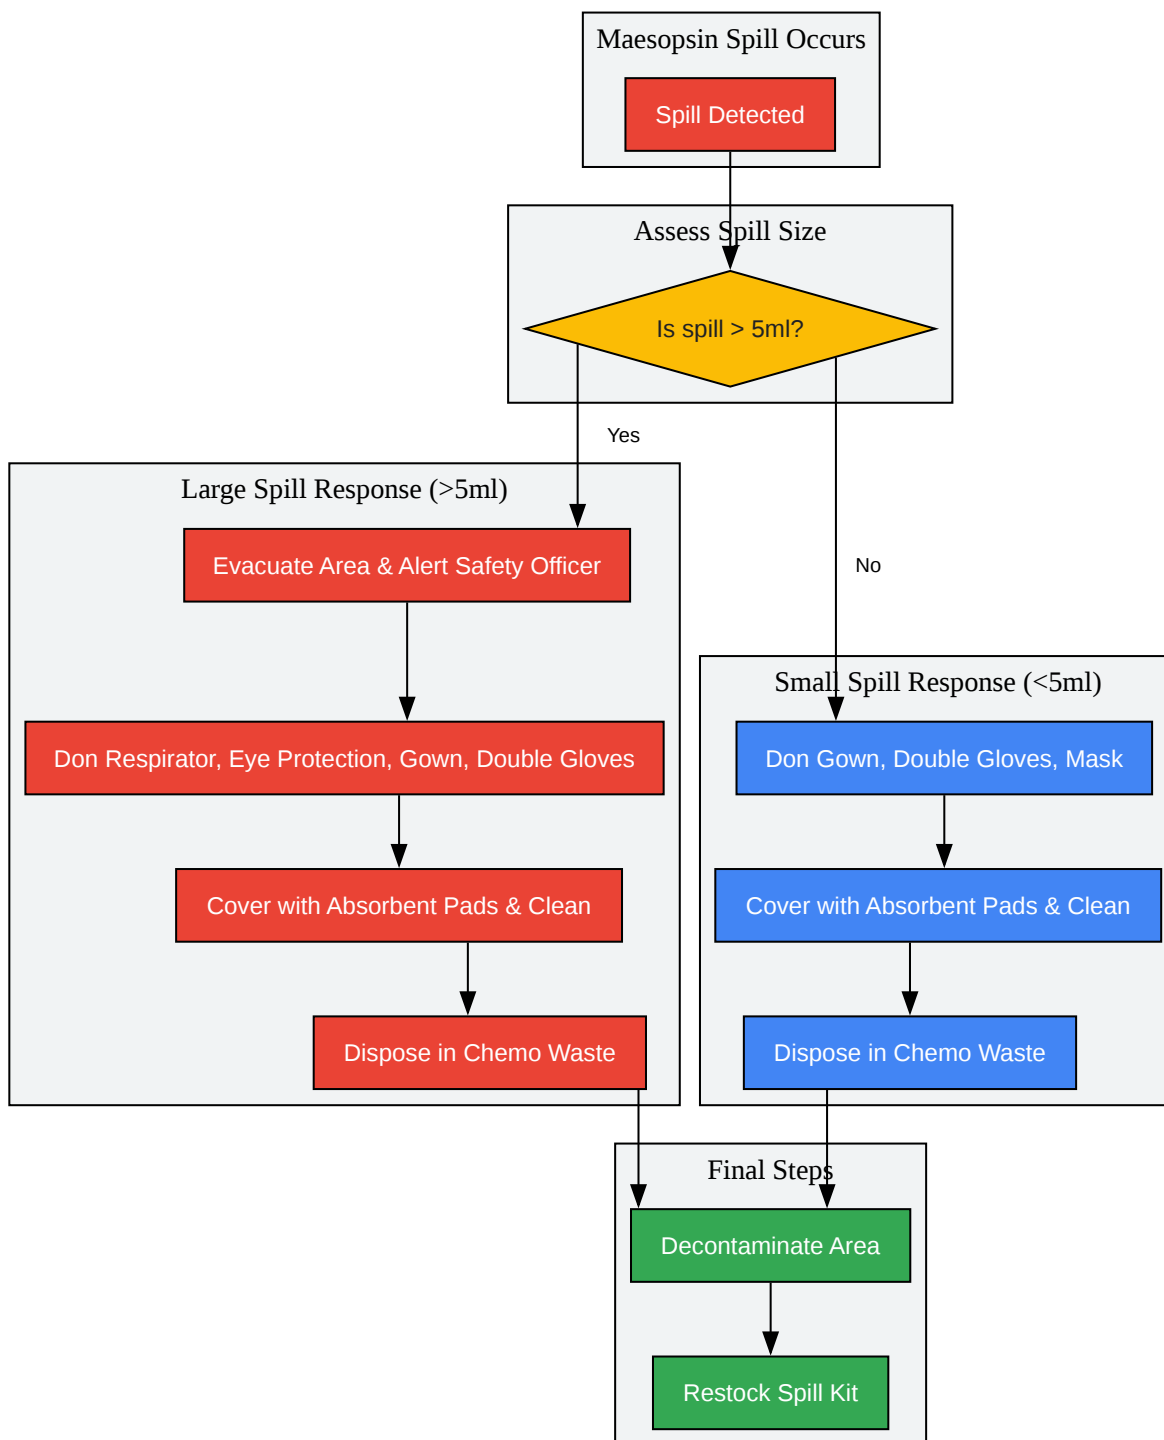 Maesopsin Spill Occurs
Spill Detected
Assess Spill Size
Is spill > 5ml?
Yes
No
Large Spill Response (>5ml)
Evacuate Area & Alert Safety Officer
Don Respirator, Eye Protection, Gown, Double Gloves
Cover with Absorbent Pads & Clean
Dispose in Chemo Waste
Small Spill Response (<5ml)
Don Gown, Double Gloves, Mask
Cover with Absorbent Pads & Clean
Dispose in Chemo Waste
Final Steps
Decontaminate Area
Restock Spill Kit